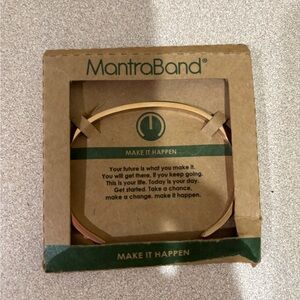 MantraBand®
MAKE IT HAPPEN
Your future is what you make it.
You will get there, if you keep going.
This is your life. Today is your day.
Get started. Take a chance,
make a change. make it happen.
MAKE IT HAPPEN